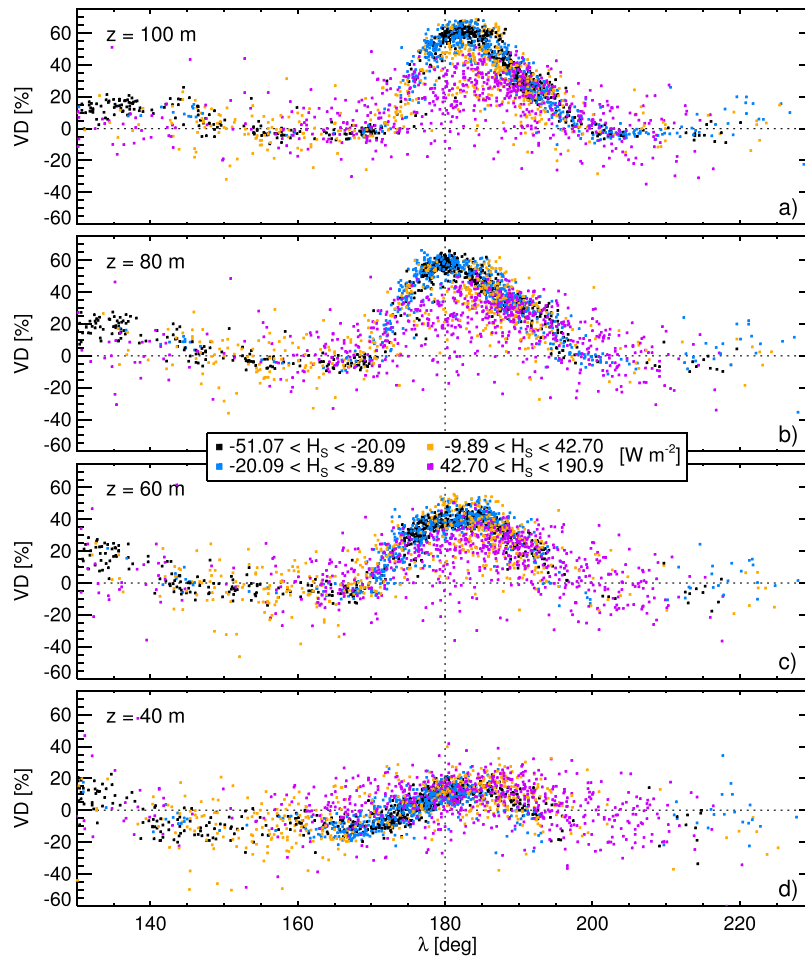 z = 100 m
VD [%]
60
40
20
0
-20
-40
-60
a)
z = 80 m
VD [%]
60
40
20
0
-20
-40
-60
b)
-51.07 < H_S < -20.09 -9.89 < H_S < 42.70 [W m⁻²]
-20.09 < H_S < -9.89 42.70 < H_S < 190.9
z = 60 m
VD [%]
60
40
20
0
-20
-40
-60
c)
z = 40 m
VD [%]
60
40
20
0
-20
-40
-60
d)
140 160 180 200 220
λ [deg]